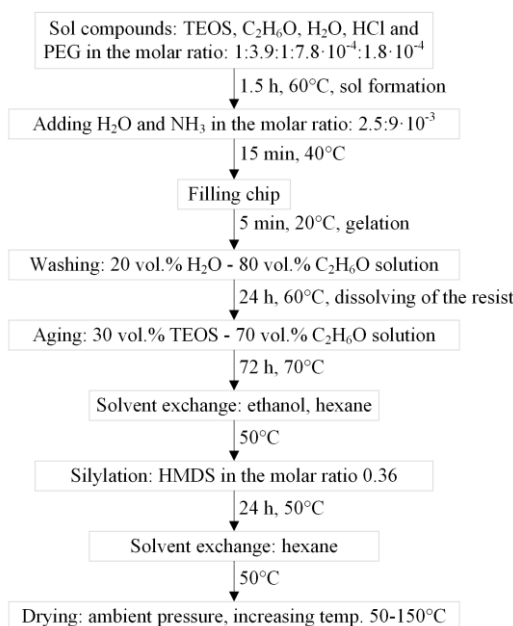 Sol compounds: TEOS, C₂H₆O, H₂O, HCl and
PEG in the molar ratio: 1:3.9:1:7.8·10⁻⁴:1.8·10⁻⁴
1.5 h, 60°C, sol formation
Adding H₂O and NH₃ in the molar ratio: 2.5:9·10⁻³
15 min, 40°C
Filling chip
5 min, 20°C, gelation
Washing: 20 vol.% H₂O - 80 vol.% C₂H₆O solution
24 h, 60°C, dissolving of the resist
Aging: 30 vol.% TEOS - 70 vol.% C₂H₆O solution
72 h, 70°C
Solvent exchange: ethanol, hexane
50°C
Silylation: HMDS in the molar ratio 0.36
24 h, 50°C
Solvent exchange: hexane
50°C
Drying: ambient pressure, increasing temp. 50-150°C